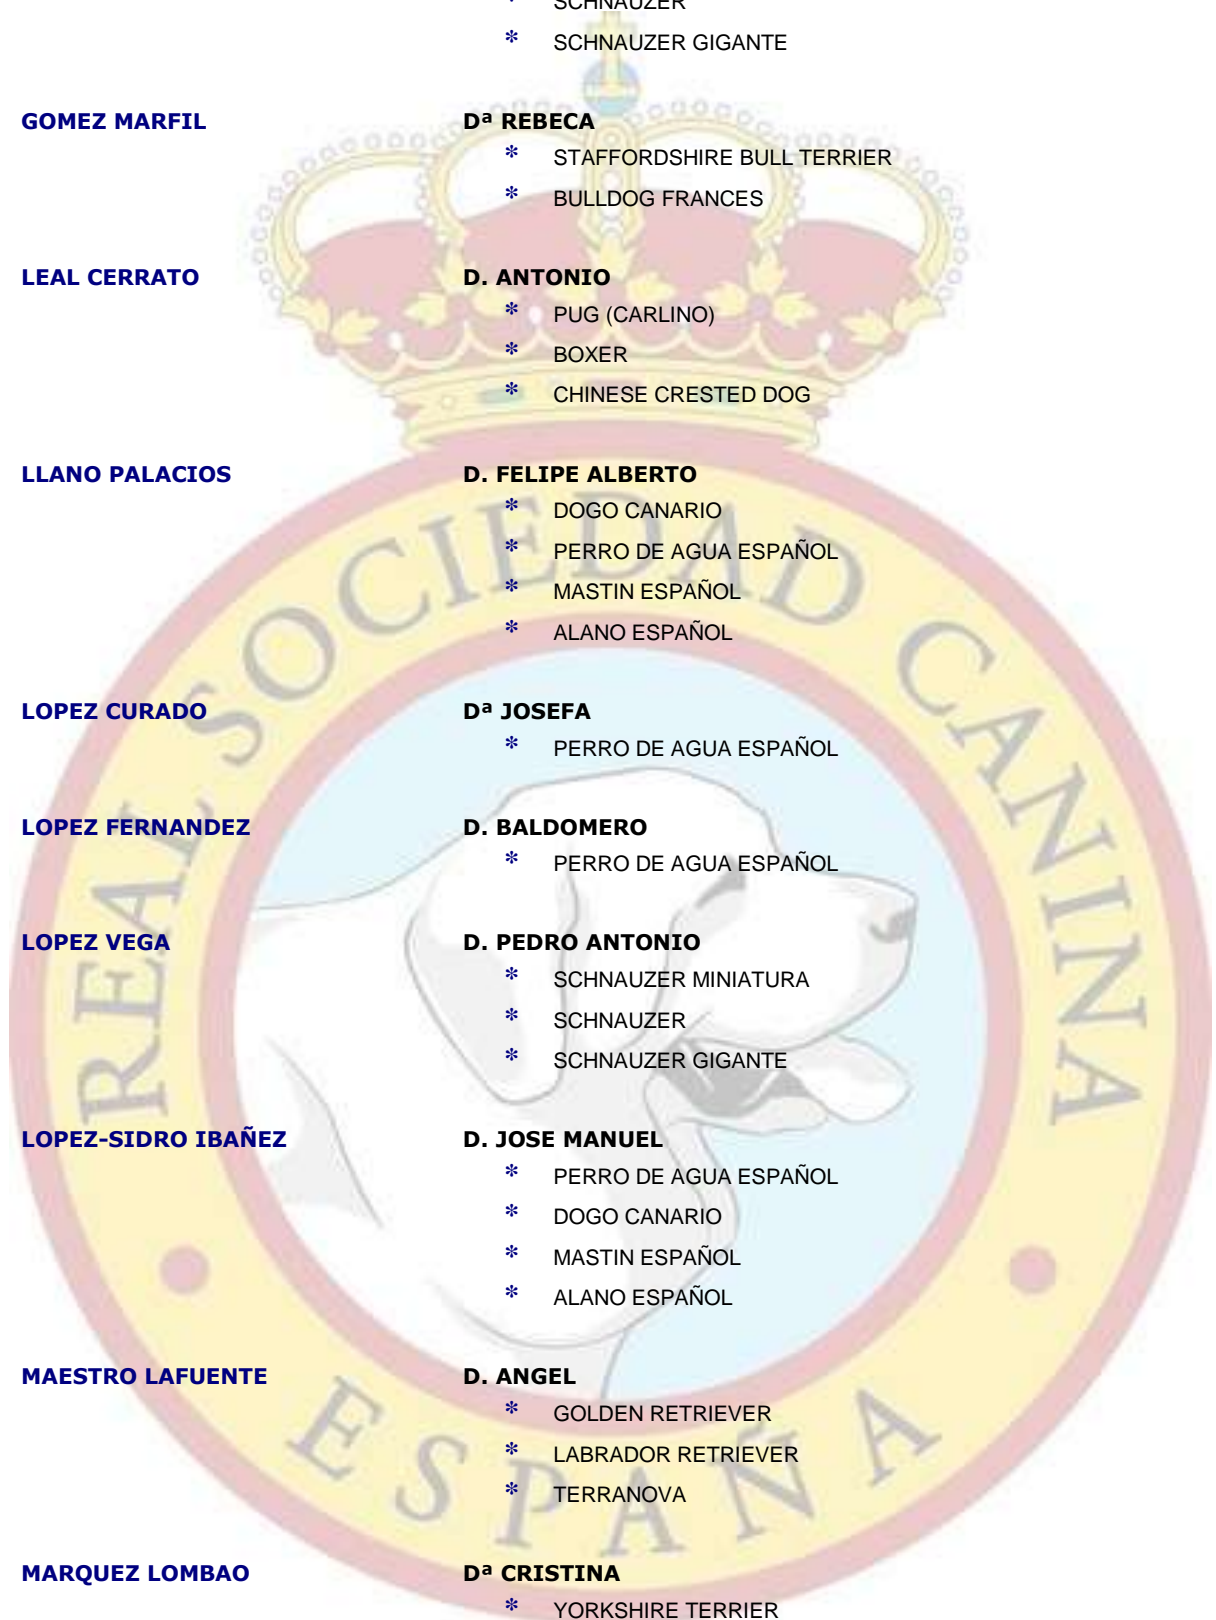 * SCHNAUZER
* SCHNAUZER GIGANTE
GOMEZ MARFIL Dª REBECA
* STAFFORDSHIRE BULL TERRIER
* BULLDOG FRANCES
LEAL CERRATO D. ANTONIO
* PUG (CARLINO)
* BOXER
* CHINESE CRESTED DOG
LLANO PALACIOS D. FELIPE ALBERTO
* DOGO CANARIO
* PERRO DE AGUA ESPAÑOL
* MASTIN ESPAÑOL
* ALANO ESPAÑOL
LOPEZ CURADO Dª JOSEFA
* PERRO DE AGUA ESPAÑOL
LOPEZ FERNANDEZ D. BALDOMERO
* PERRO DE AGUA ESPAÑOL
LOPEZ VEGA D. PEDRO ANTONIO
* SCHNAUZER MINIATURA
* SCHNAUZER
* SCHNAUZER GIGANTE
LOPEZ-SIDRO IBAÑEZ D. JOSE MANUEL
* PERRO DE AGUA ESPAÑOL
* DOGO CANARIO
* MASTIN ESPAÑOL
* ALANO ESPAÑOL
MAESTRO LAFUENTE D. ANGEL
* GOLDEN RETRIEVER
* LABRADOR RETRIEVER
* TERRANOVA
MARQUEZ LOMBAO Dª CRISTINA
* YORKSHIRE TERRIER
REAL SOCIEDAD CANINA
ESPAÑA